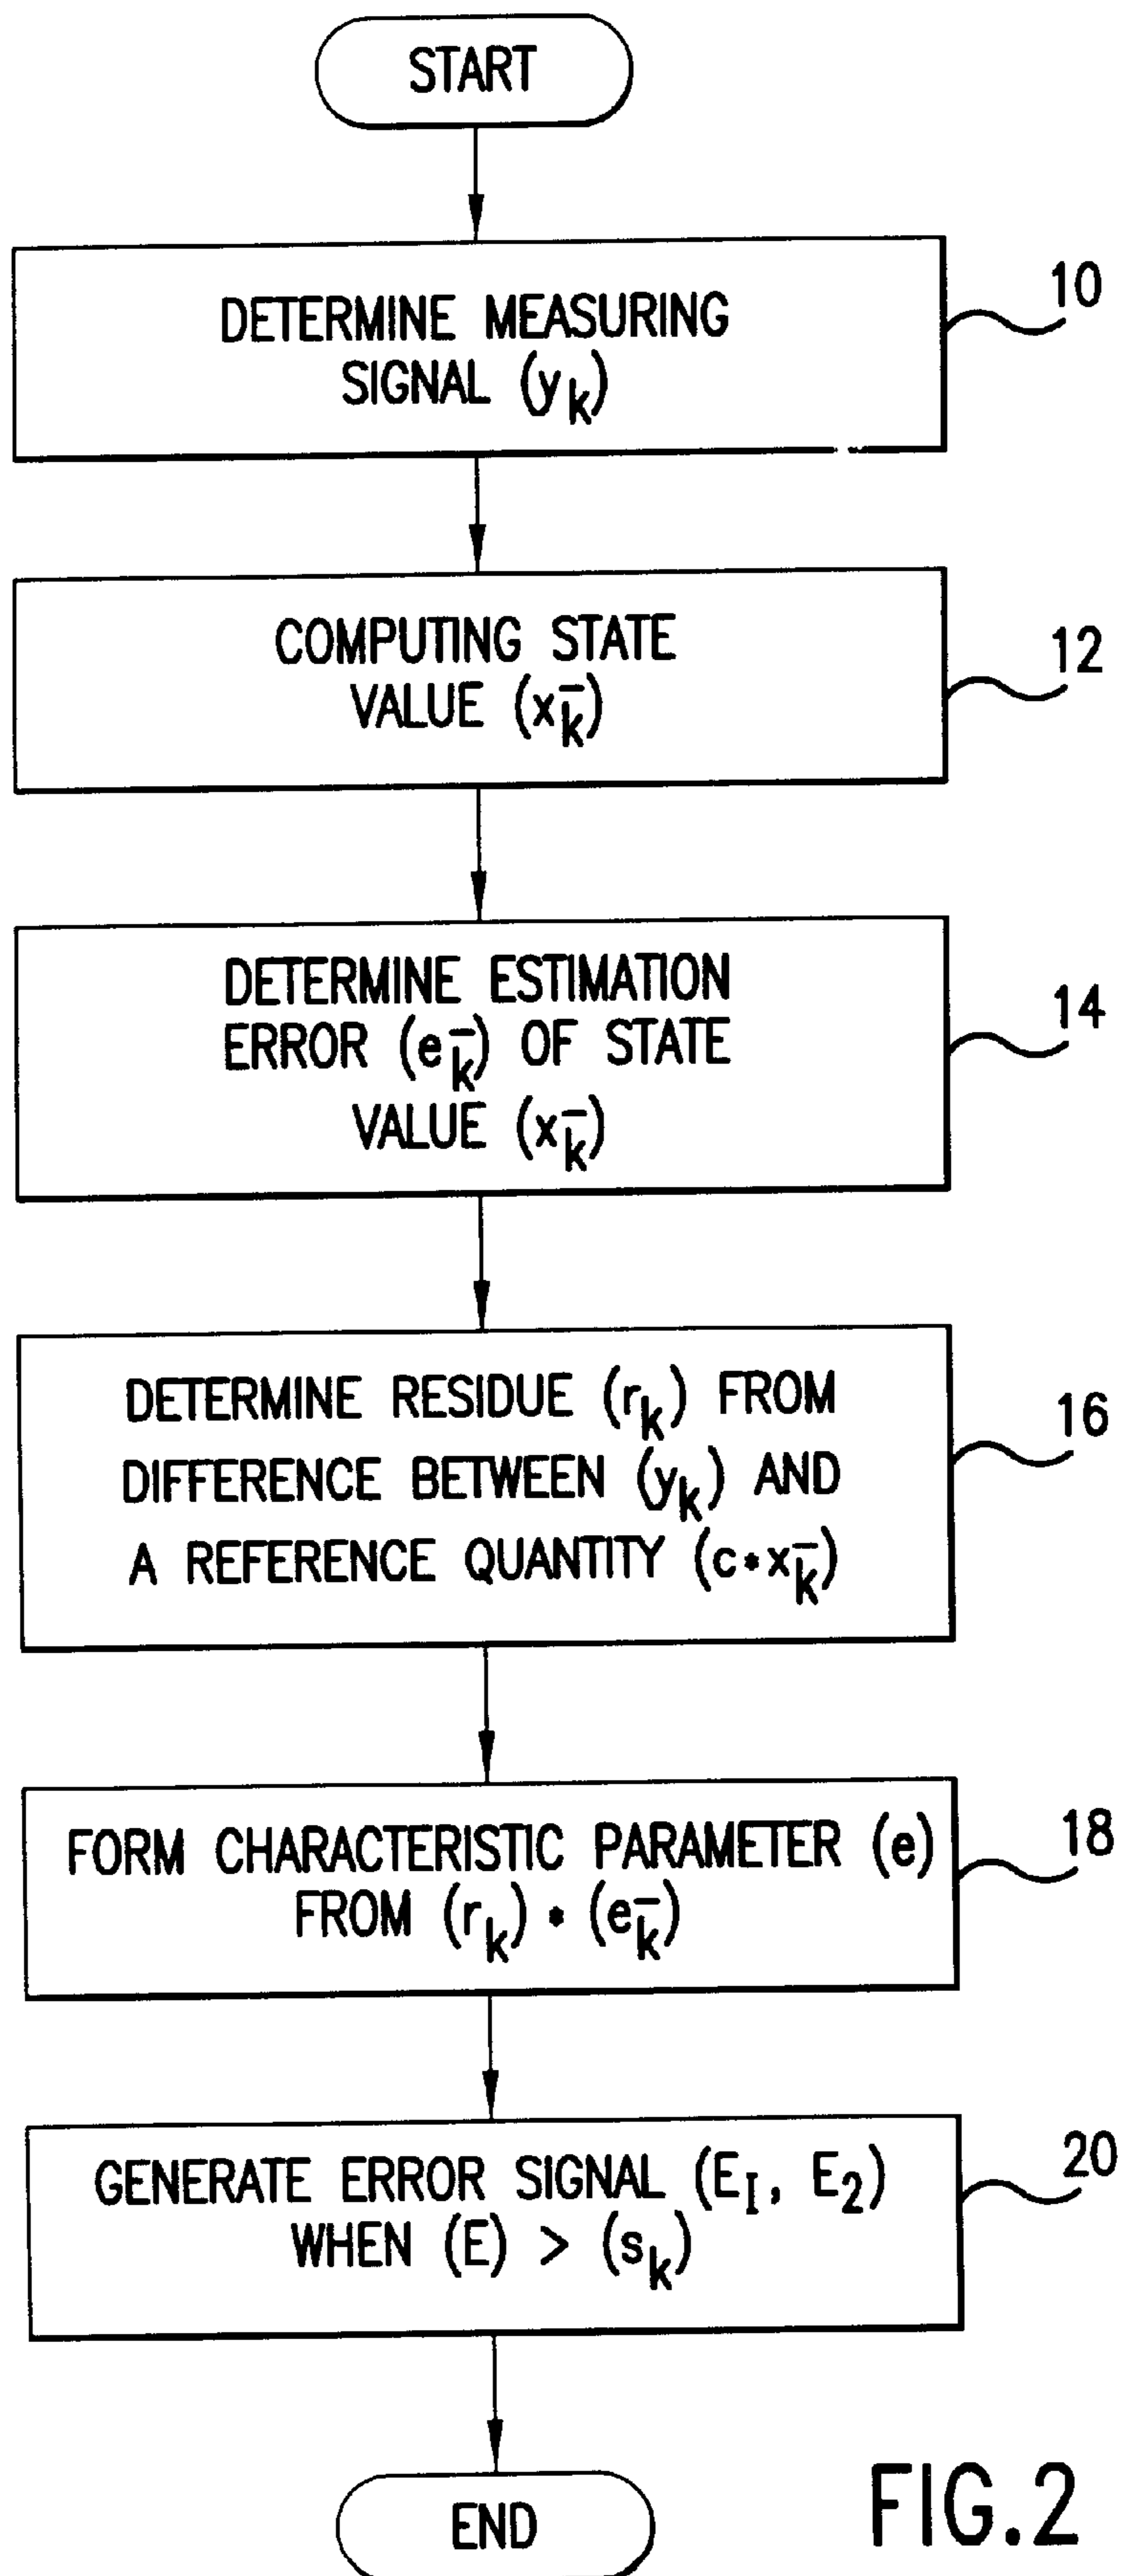 START
DETERMINE MEASURING
SIGNAL (yₖ)
10
COMPUTING STATE
VALUE (xₖ⁻)
12
DETERMINE ESTIMATION
ERROR (eₖ⁻) OF STATE
VALUE (xₖ⁻)
14
DETERMINE RESIDUE (rₖ) FROM
DIFFERENCE BETWEEN (yₖ) AND
A REFERENCE QUANTITY (c*xₖ⁻)
16
FORM CHARACTERISTIC PARAMETER (e)
FROM (rₖ) * (eₖ⁻)
18
GENERATE ERROR SIGNAL (E_I, E₂)
WHEN (E) > (sₖ)
20
END
FIG.2